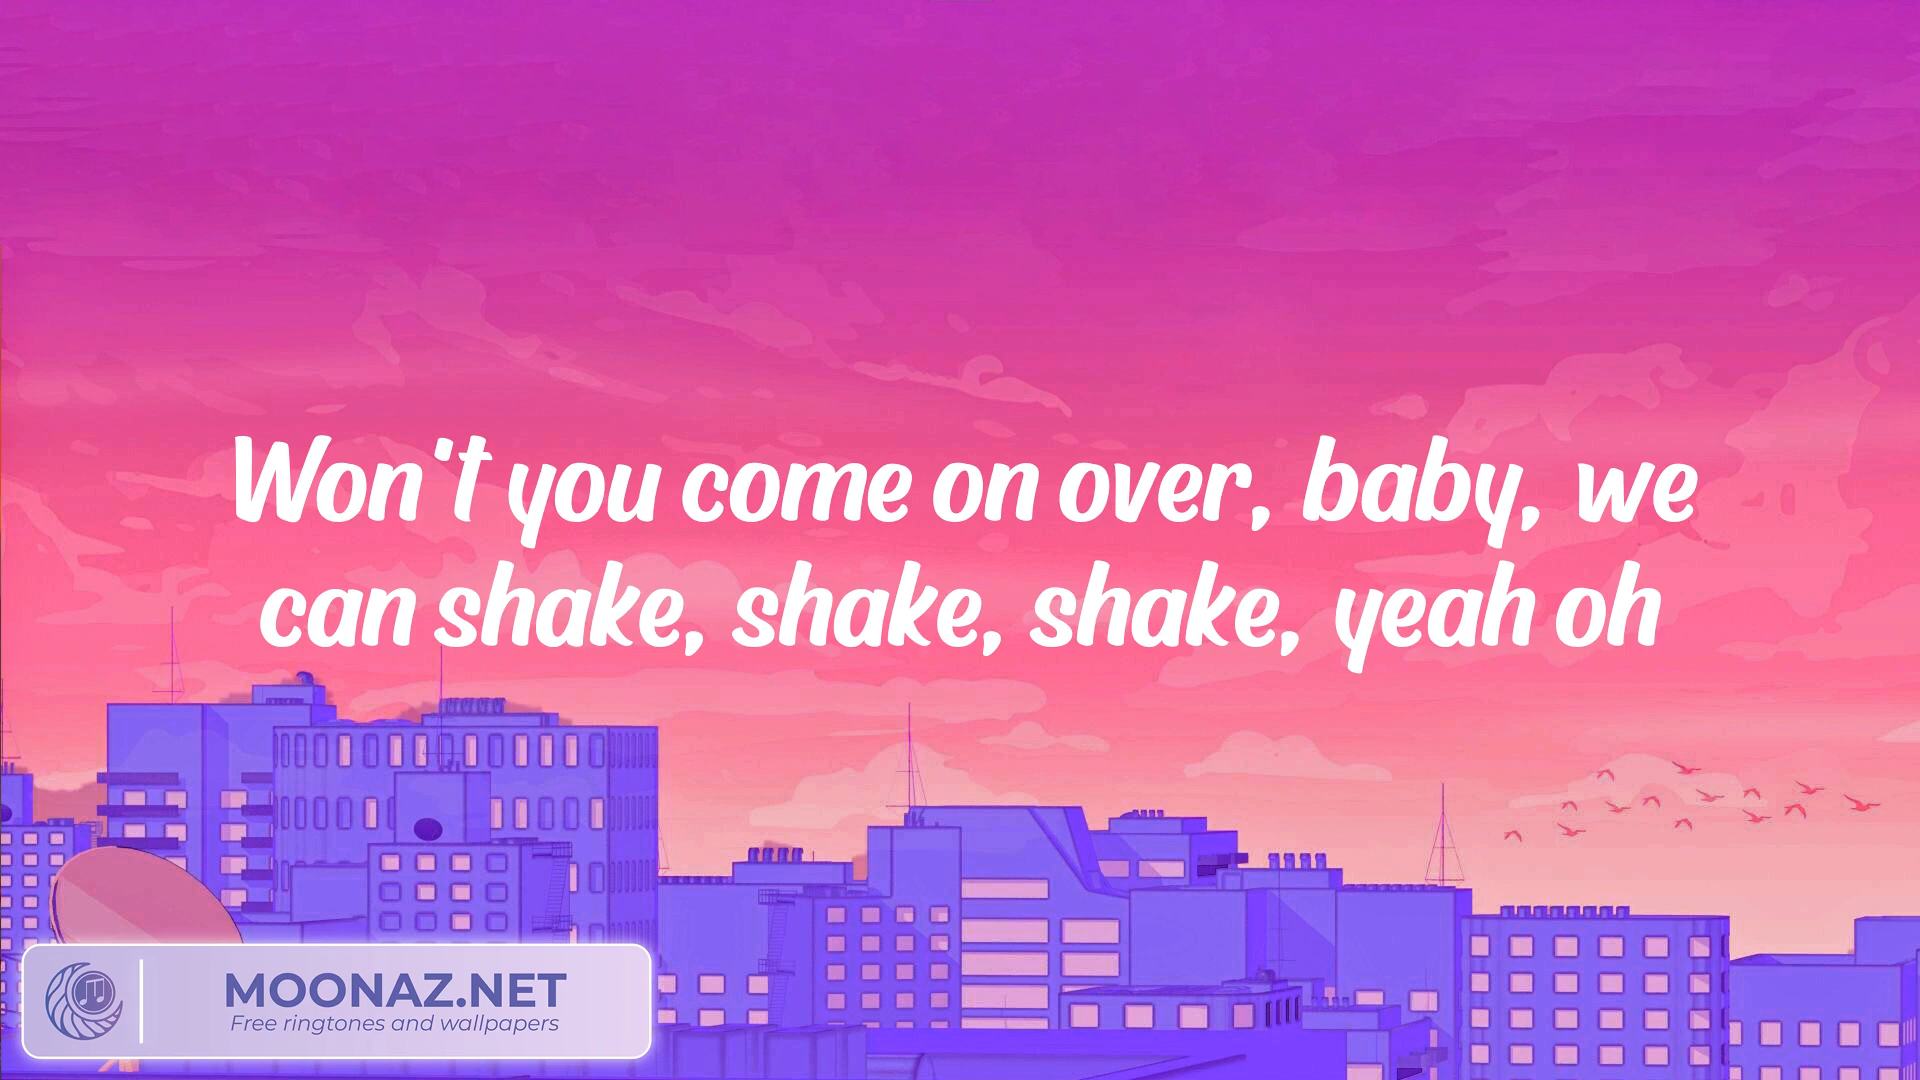 Won't you come on over, baby, we
can shake, shake, shake, yeah oh
MOONAZ.NET
Free ringtones and wallpapers